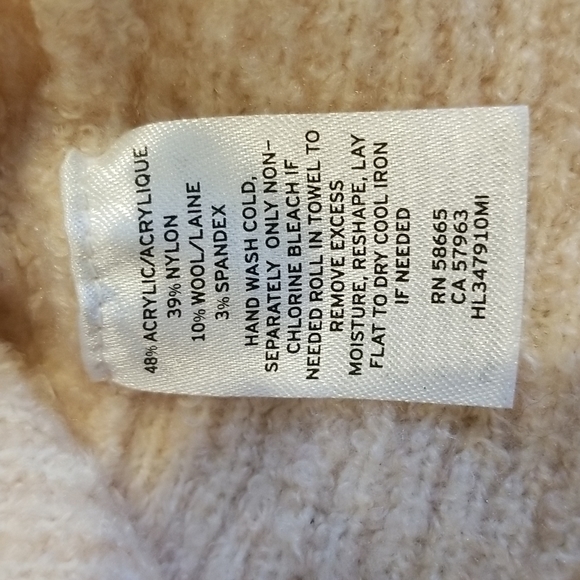 48% ACRYLIC/ACRYLIQUE
39% NYLON
10% WOOL/LAINE
3% SPANDEX
HAND WASH COLD,
SEPARATELY ONLY NON-
CHLORINE BLEACH IF
NEEDED ROLL IN TOWEL TO
REMOVE EXCESS
MOISTURE, RESHAPE, LAY
FLAT TO DRY COOL IRON
IF NEEDED
RN 58665
CA 57963
HL347910MI